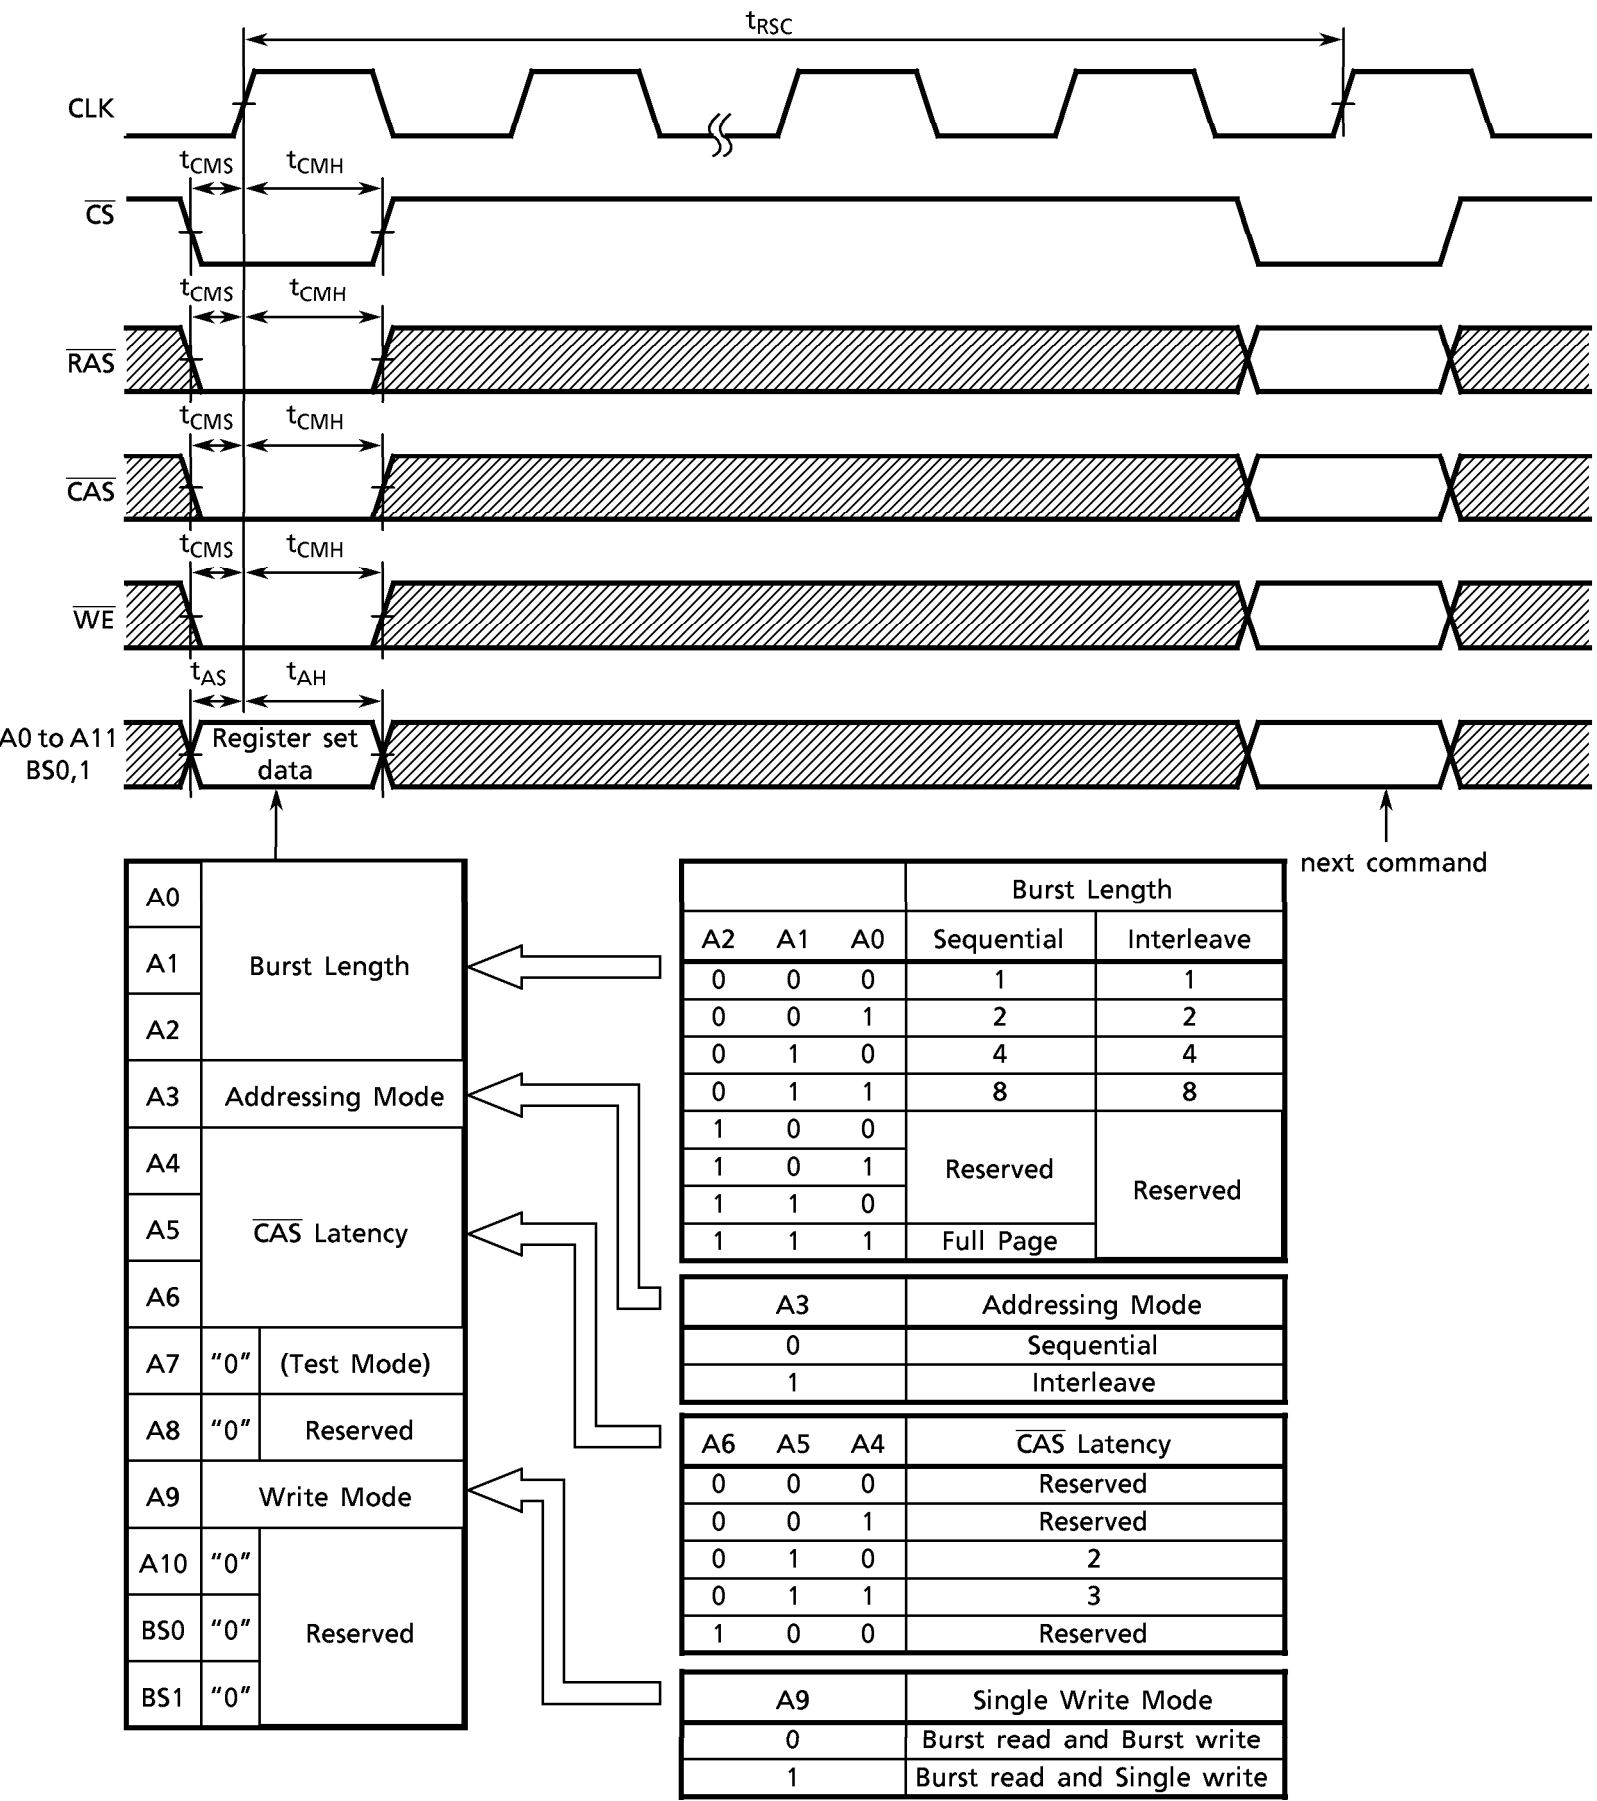 tRSC
CLK
tCMS tCMH
CS
tCMS tCMH
RAS
tCMS tCMH
CAS
tCMS tCMH
WE
tAS tAH
A0 to A11
BS0,1
Register set
data
next command
A0
A1
A2
Burst Length
A3 Addressing Mode
A4
A5
A6
CAS Latency
A7 "0" (Test Mode)
A8 "0" Reserved
A9 Write Mode
A10 "0"
BS0 "0" Reserved
BS1 "0"
Burst Length
A2 A1 A0 Sequential Interleave
0 0 0 1 1
0 0 1 2 2
0 1 0 4 4
0 1 1 8 8
1 0 0
1 0 1 Reserved Reserved
1 1 0
1 1 1 Full Page
A3 Addressing Mode
0 Sequential
1 Interleave
A6 A5 A4 CAS Latency
0 0 0 Reserved
0 0 1 Reserved
0 1 0 2
0 1 1 3
1 0 0 Reserved
A9 Single Write Mode
0 Burst read and Burst write
1 Burst read and Single write